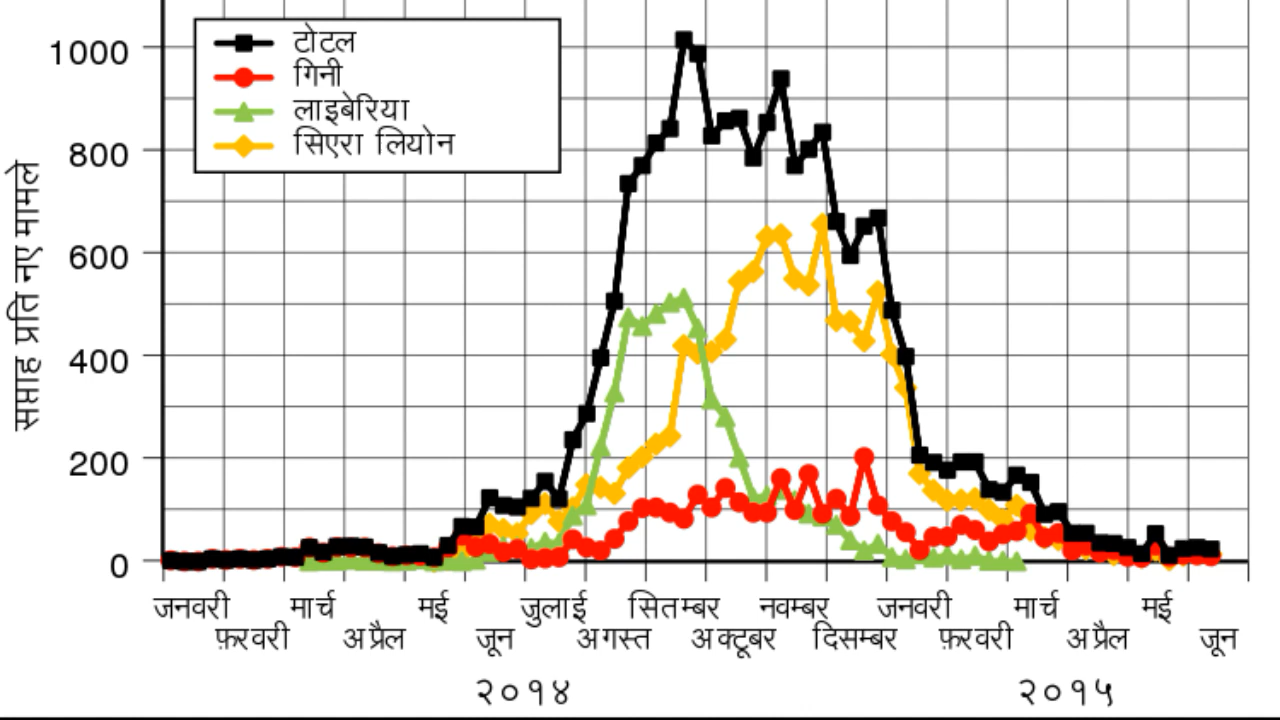 टोटल
गिनी
लाइबेरिया
सिएरा लियोन
सप्ताह प्रति नए मामले
1000
800
600
400
200
0
जनवरी मार्च मई जुलाई सितम्बर नवम्बर जनवरी मार्च मई
फ़रवरी अप्रैल जून अगस्त अक्टूबर दिसम्बर फ़रवरी अप्रैल जून
२०१४ २०१५